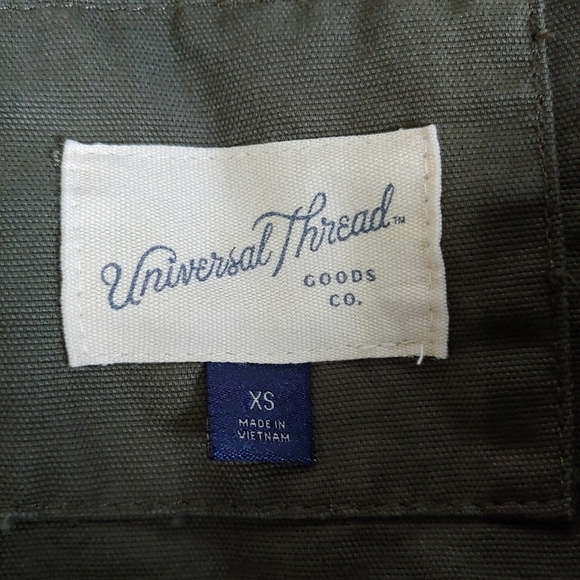 Universal Thread™
GOODS
CO.
XS
MADE IN
VIETNAM